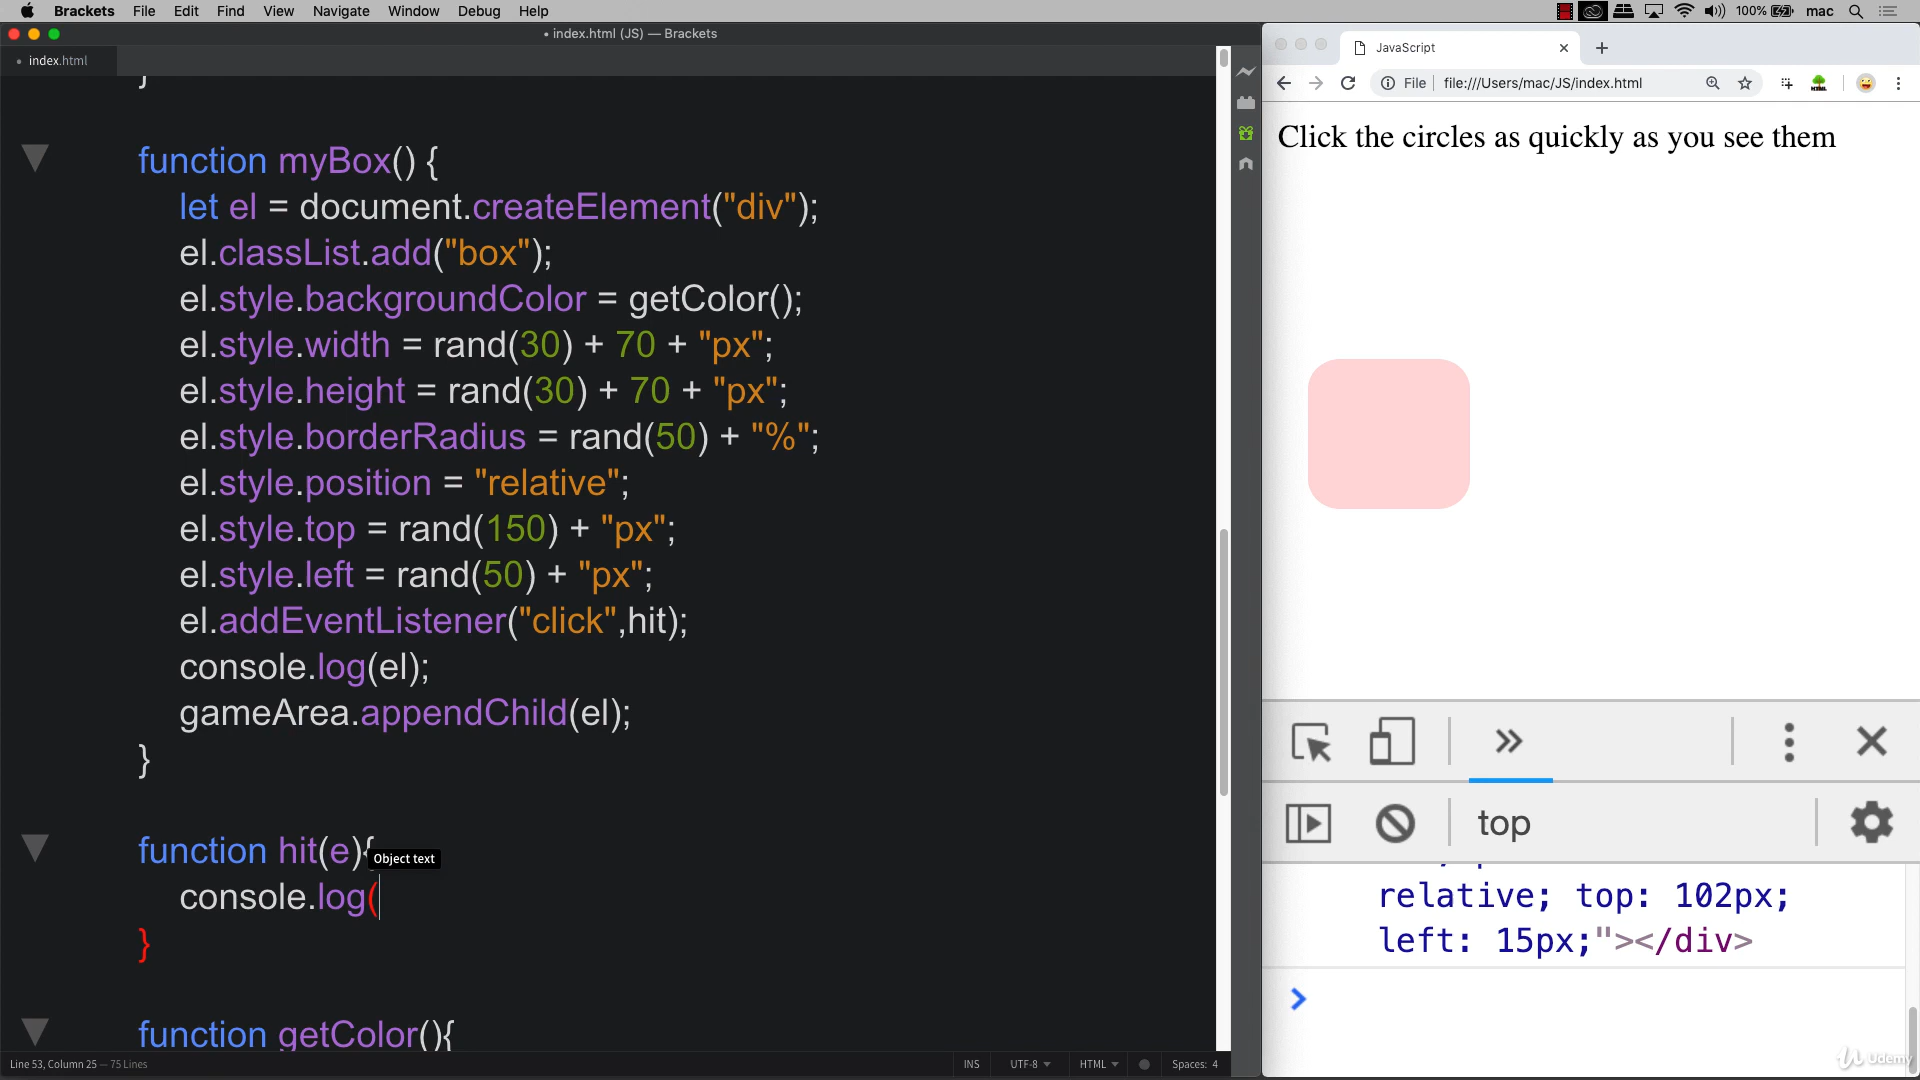 Brackets File Edit Find View Navigate Window Debug Help
100% mac
• index.html (JS) — Brackets
• index.html
}
function myBox() {
let el = document.createElement("div");
el.classList.add("box");
el.style.backgroundColor = getColor();
el.style.width = rand(30) + 70 + "px";
el.style.height = rand(30) + 70 + "px";
el.style.borderRadius = rand(50) + "%";
el.style.position = "relative";
el.style.top = rand(150) + "px";
el.style.left = rand(50) + "px";
el.addEventListener("click",hit);
console.log(el);
gameArea.appendChild(el);
}
function hit(e){
Object text
console.log(
}
function getColor(){
Line 53, Column 25 — 75 Lines
INS UTF-8 HTML Spaces: 4
JavaScript
File file:///Users/mac/JS/index.html
Click the circles as quickly as you see them
top
relative; top: 102px;
left: 15px;"></div>
Udemy